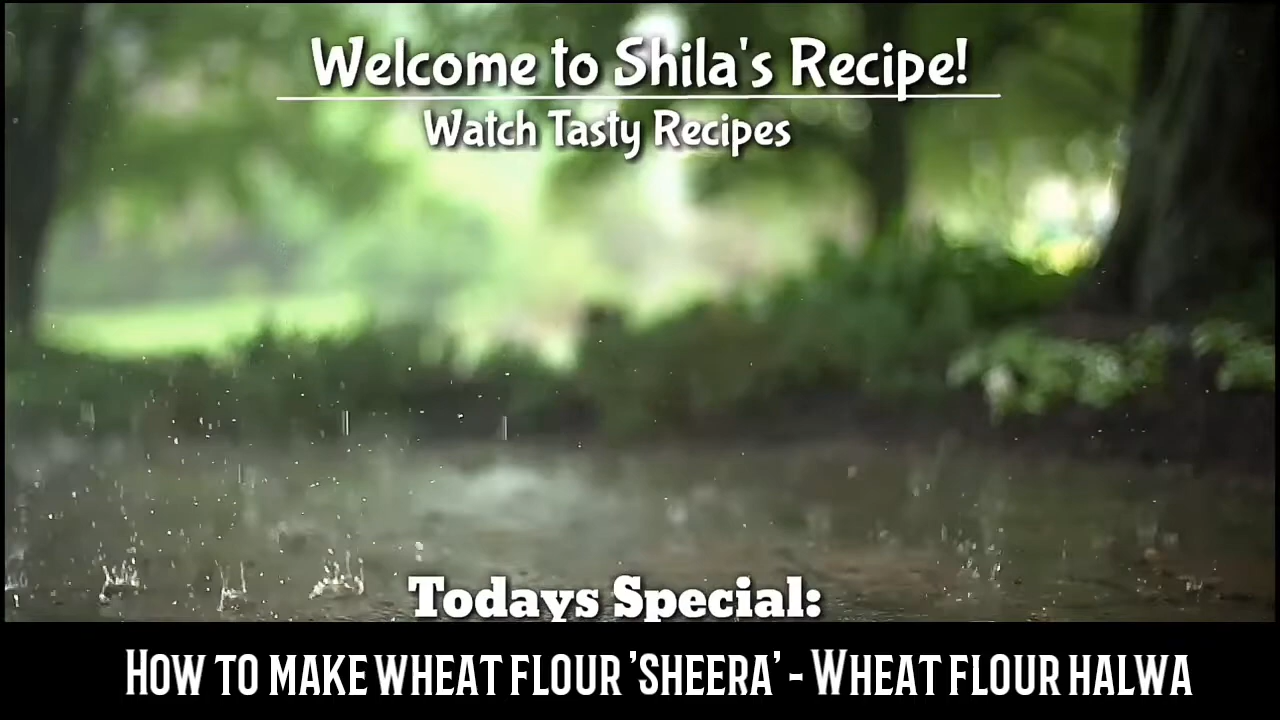 Welcome to Shila's Recipe!
Watch Tasty Recipes
Todays Special:
How to make wheat flour 'sheera' - Wheat flour halwa